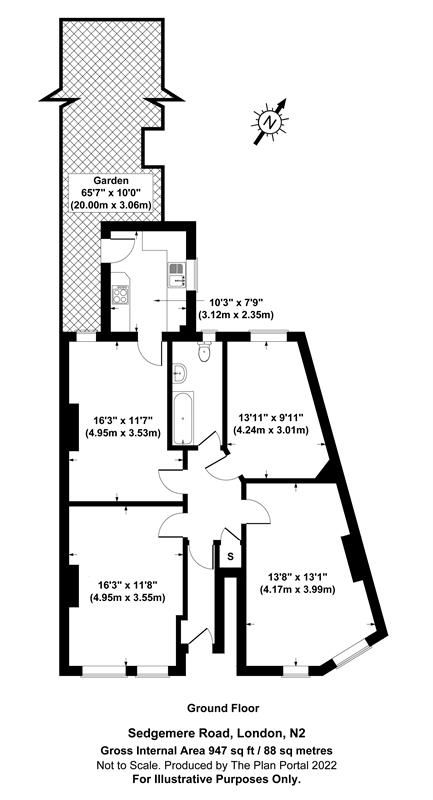 N
Garden
65'7" x 10'0"
(20.00m x 3.06m)
10'3" x 7'9"
(3.12m x 2.35m)
16'3" x 11'7"
(4.95m x 3.53m)
13'11" x 9'11"
(4.24m x 3.01m)
S
16'3" x 11'8"
(4.95m x 3.55m)
13'8" x 13'1"
(4.17m x 3.99m)
Ground Floor
Sedgemere Road, London, N2
Gross Internal Area 947 sq ft / 88 sq metres
Not to Scale. Produced by The Plan Portal 2022
For Illustrative Purposes Only.